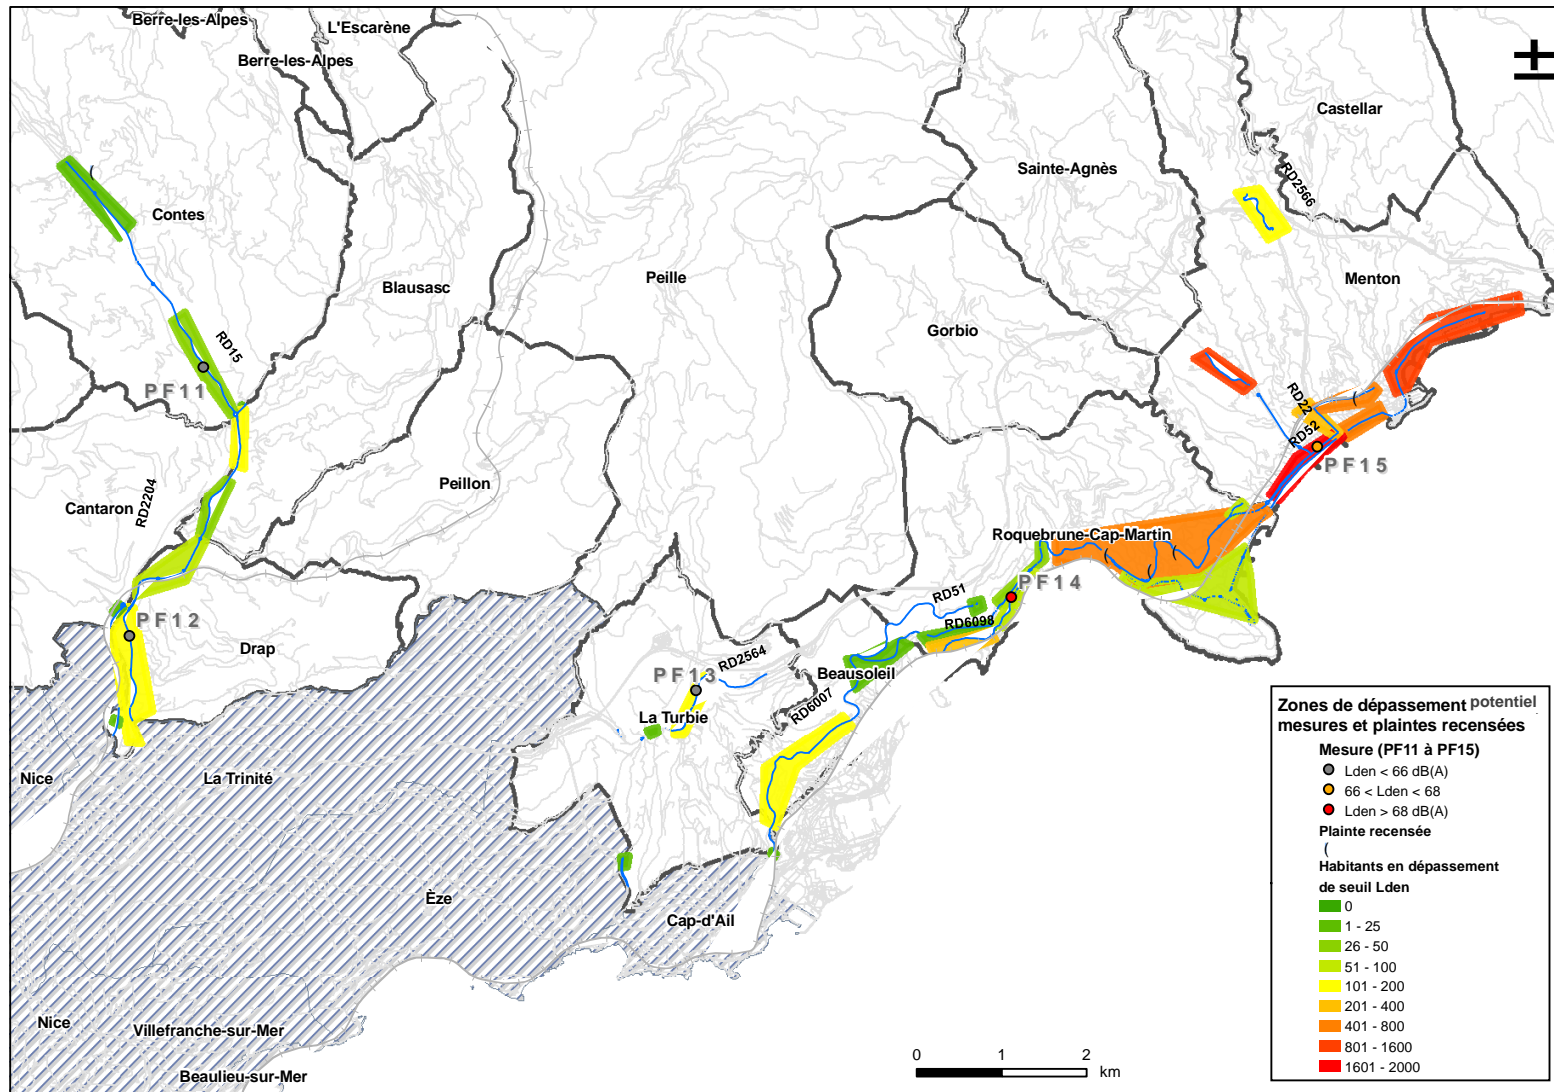 Berre-les-Alpes
L'Escarène
Berre-les-Alpes
Castellar
Sainte-Agnès
RD2566
Contes
Menton
Peille
Blausasc
Gorbio
RD15
PF11
RD22
RD52
PF15
Peillon
Cantaron
RD2204
Roquebrune-Cap-Martin
PF14
RD51
PF12
RD6098
Drap
RD2564
PF13
Beausoleil
RD6007
La Turbie
Nice
La Trinité
Èze
Cap-d'Ail
Nice
Villefranche-sur-Mer
Beaulieu-sur-Mer
0 1 2
km
Zones de dépassement potentiel
mesures et plaintes recensées
Mesure (PF11 à PF15)
Lden < 66 dB(A)
66 < Lden < 68
Lden > 68 dB(A)
Plainte recensée
(
Habitants en dépassement
de seuil Lden
0
1 - 25
26 - 50
51 - 100
101 - 200
201 - 400
401 - 800
801 - 1600
1601 - 2000